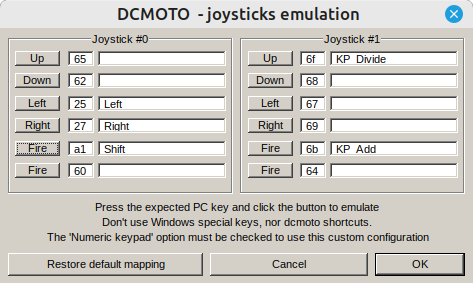 DCMOTO - joysticks emulation
Joystick #0 Joystick #1
Up 65 Up 6f KP_Divide
Down 62 Down 68
Left 25 Left Left 67
Right 27 Right Right 69
Fire a1 Shift Fire 6b KP_Add
Fire 60 Fire 64
Press the expected PC key and click the button to emulate
Don't use Windows special keys, nor dcmoto shortcuts.
The 'Numeric keypad' option must be checked to use this custom configuration
Restore default mapping Cancel OK